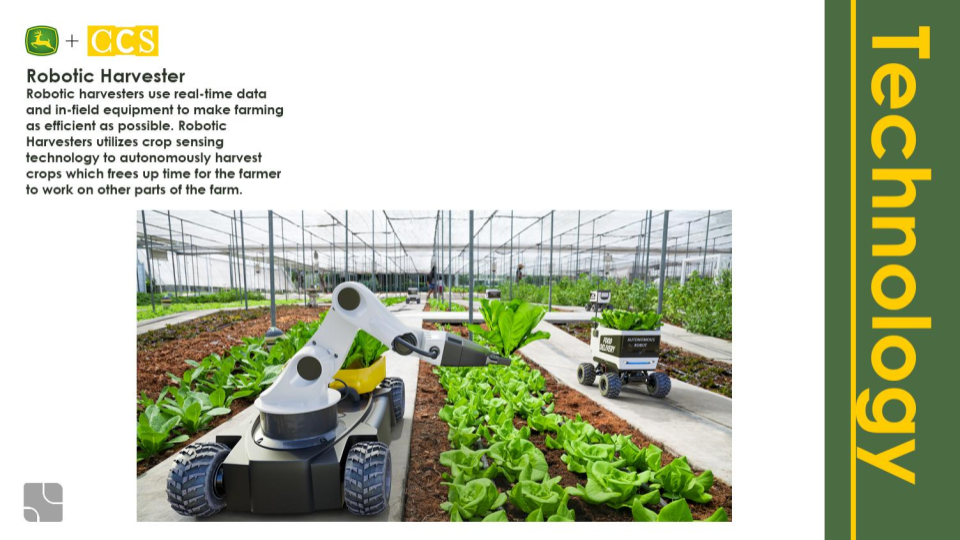 + CCS
Robotic Harvester
Robotic harvesters use real-time data
and in-field equipment to make farming
as efficient as possible. Robotic
Harvesters utilizes crop sensing
technology to autonomously harvest
crops which frees up time for the farmer
to work on other parts of the farm.
FOOD
DELIVERY
AUTONOMOUS
ROBOT
Technology